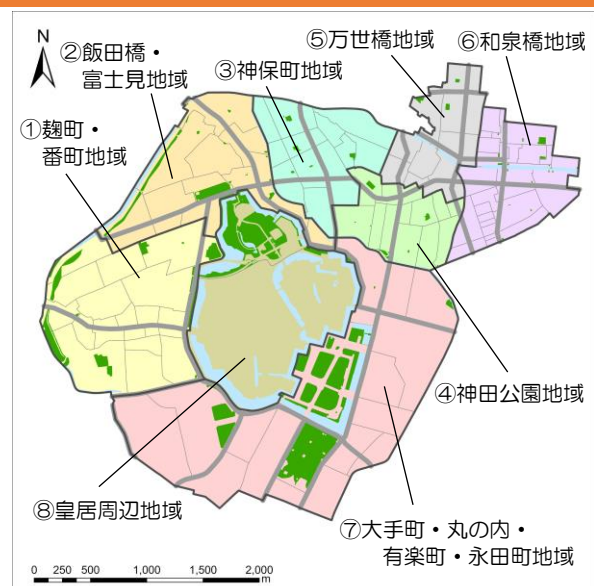 N
⑤万世橋地域
⑥和泉橋地域
②飯田橋・
富士見地域
③神保町地域
①麹町・
番町地域
④神田公園地域
⑧皇居周辺地域
⑦大手町・丸の内・
有楽町・永田町地域
0 250 500 1,000 1,500 2,000
m